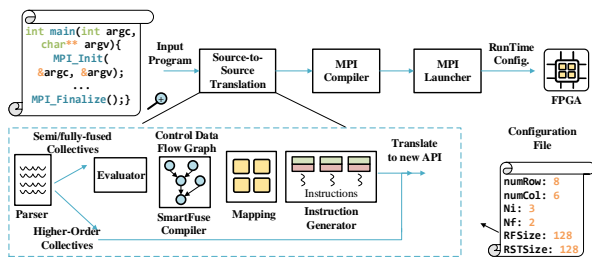 int main(int argc,
char** argv){
MPI_Init(
&argc, &argv);
...
MPI_Finalize();}
Input
Program
Source-to-
Source
Translation
MPI
Compiler
MPI
Launcher
RunTime
Config.
FPGA
Semi/fully-fused
Collectives
Parser
Higher-Order
Collectives
Evaluator
Control Data
Flow Graph
SmartFuse
Compiler
Mapping
Instructions
Instruction
Generator
Translate
to new API
Configuration
File
numRow: 8
numCol: 6
Ni: 3
Nf: 2
RFSize: 128
RSTSize: 128